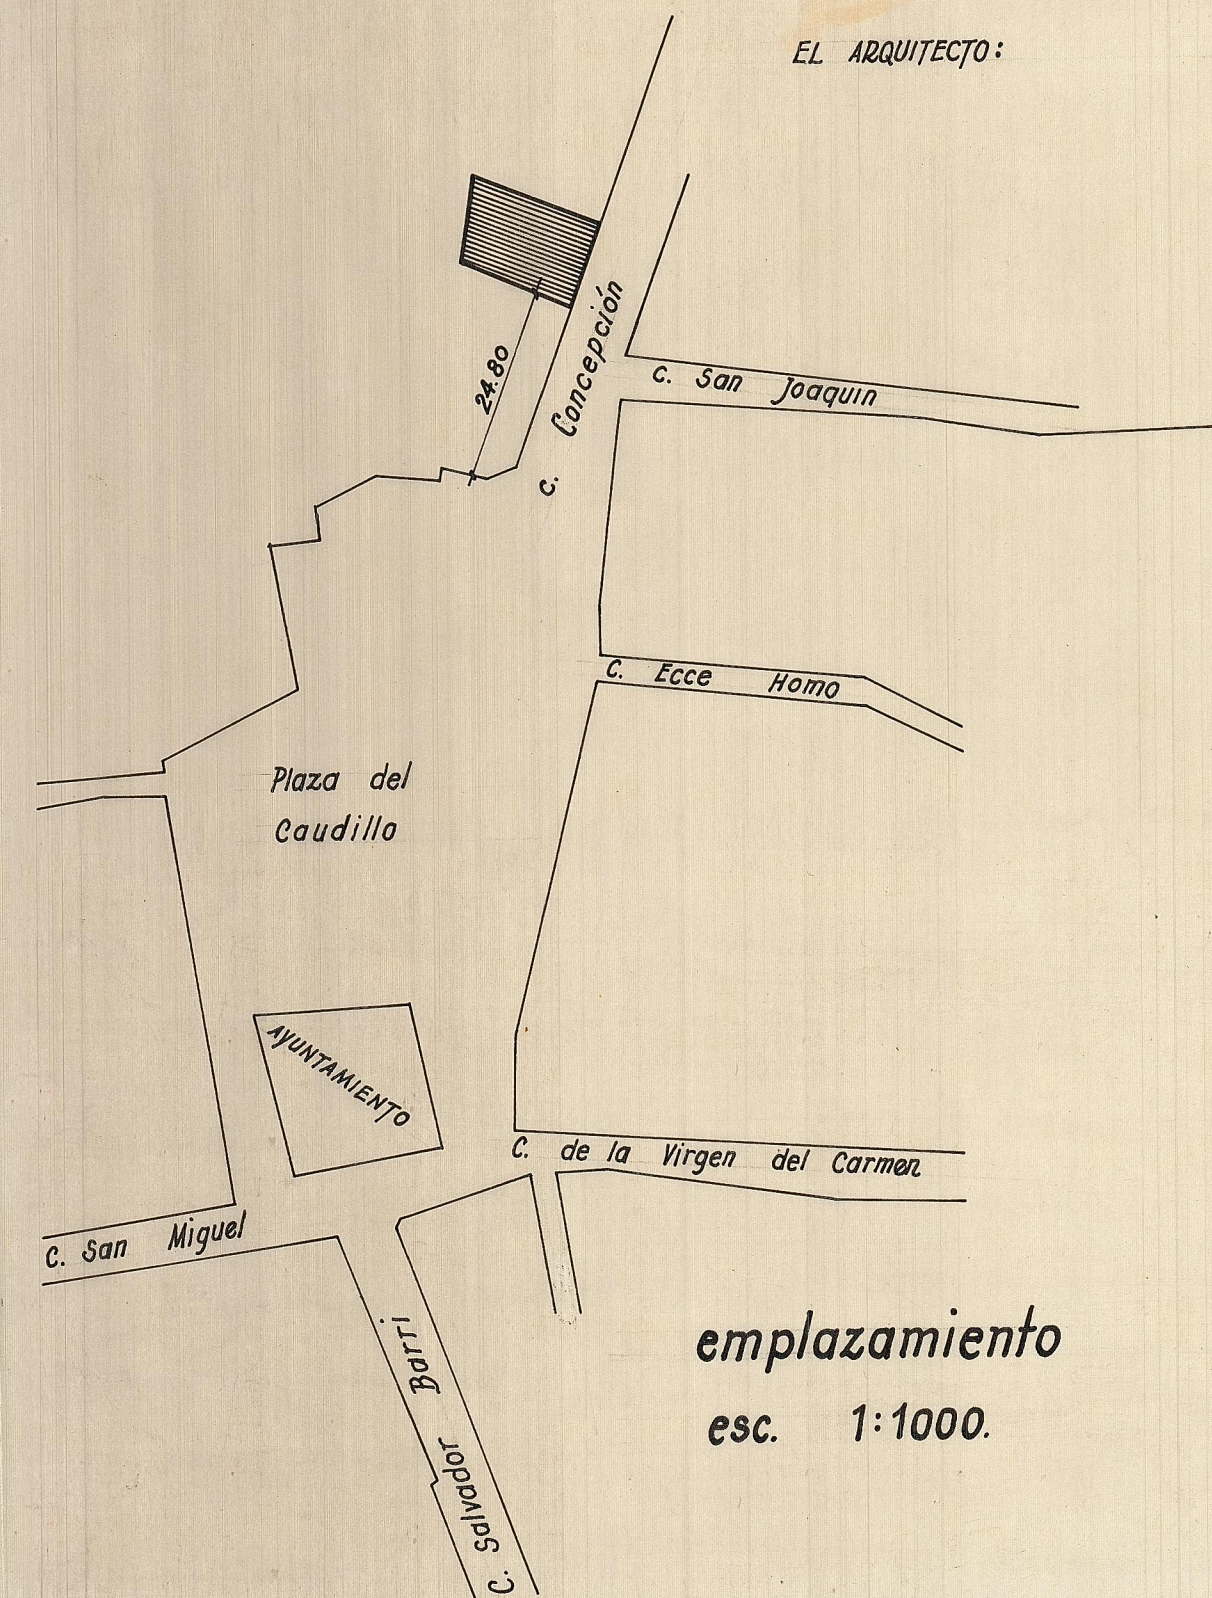 EL ARQUITECTO:
24.80
C. Concepción
C. San Joaquin
C. Ecce Homo
Plaza del
Caudillo
AYUNTAMIENTO
C. de la Virgen del Carmen
C. San Miguel
C. Salvador Barri
emplazamiento
esc. 1:1000.